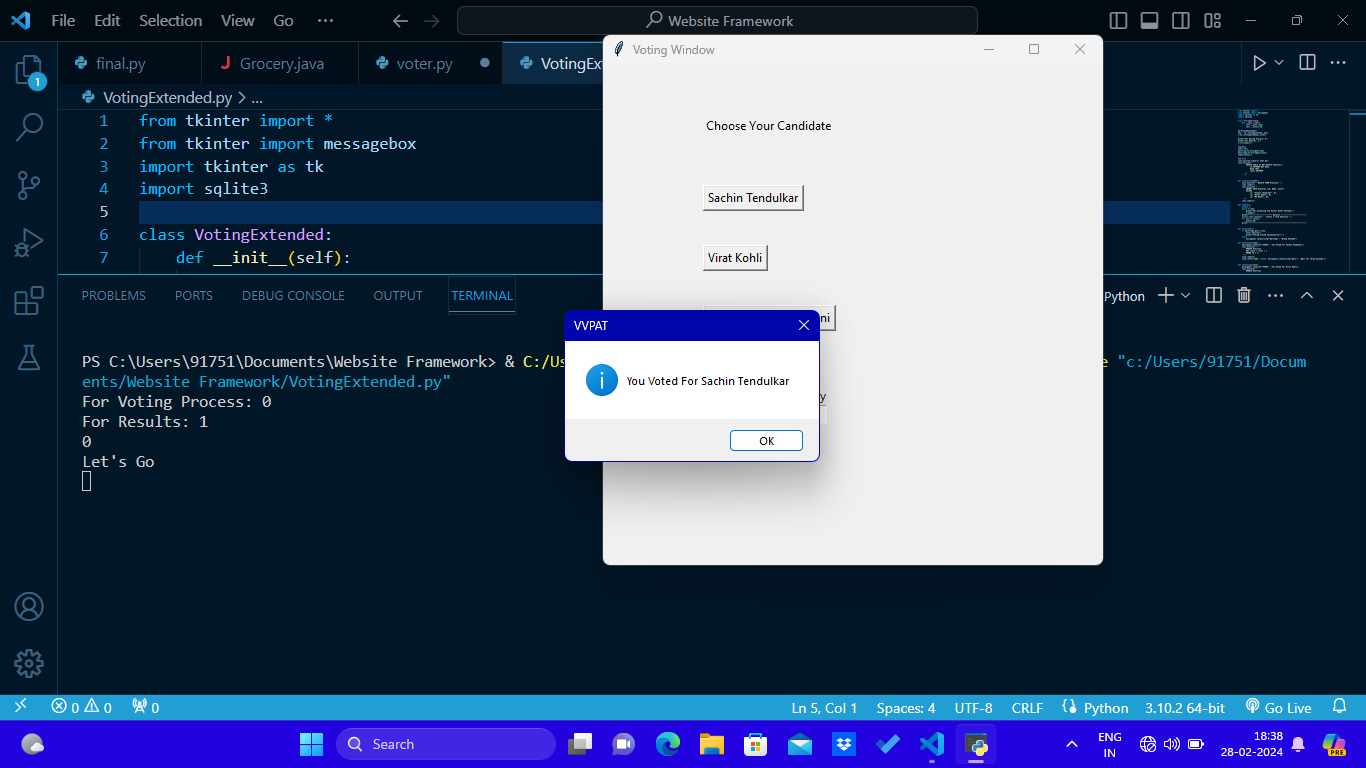 File Edit Selection View Go ··· Website Framework
Voting Window
final.py Grocery.java voter.py VotingEx
VotingExtended.py > ...
1 from tkinter import *
2 from tkinter import messagebox
3 import tkinter as tk
4 import sqlite3
5
6 class VotingExtended:
7 def __init__(self):
Choose Your Candidate
Sachin Tendulkar
Virat Kohli
ni
y
VVPAT
You Voted For Sachin Tendulkar
OK
PROBLEMS PORTS DEBUG CONSOLE OUTPUT TERMINAL Python
PS C:\Users\91751\Documents\Website Framework> & C:/Us e "c:/Users/91751/Docum
ents/Website Framework/VotingExtended.py"
For Voting Process: 0
For Results: 1
0
Let's Go
1
0 0 0 Ln 5, Col 1 Spaces: 4 UTF-8 CRLF Python 3.10.2 64-bit Go Live
Search
ENG
IN
18:38
28-02-2024
PRE